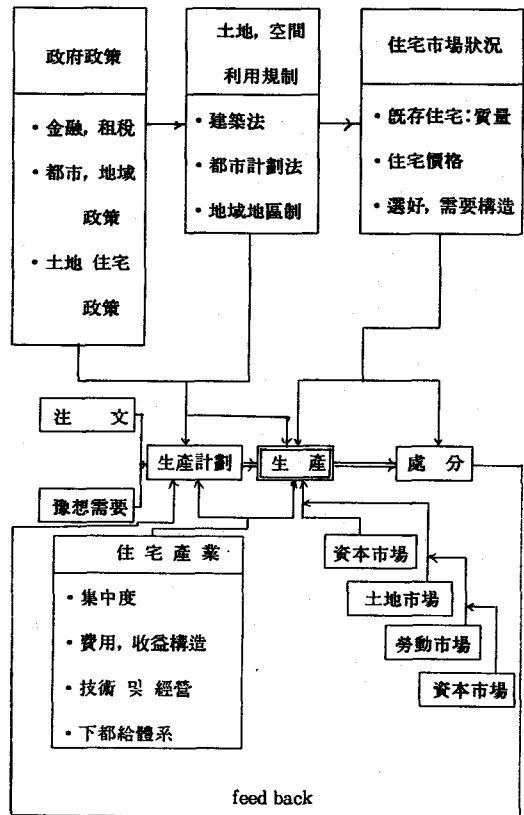 政府政策
• 金融, 租稅
• 都市, 地域
政策
• 土地 住宅
政策
土地, 空間
利用規制
• 建築法
• 都市計劃法
• 地域地區制
住宅市場狀況
• 旣存住宅:質量
• 住宅價格
• 選好, 需要構造
注 文
豫想需要
生產計劃
生 產
處 分
住 宅 產 業
• 集中度
• 費用, 收益構造
• 技術 및 經營
• 下都給體系
資本市場
土地市場
勞動市場
資本市場
feed back